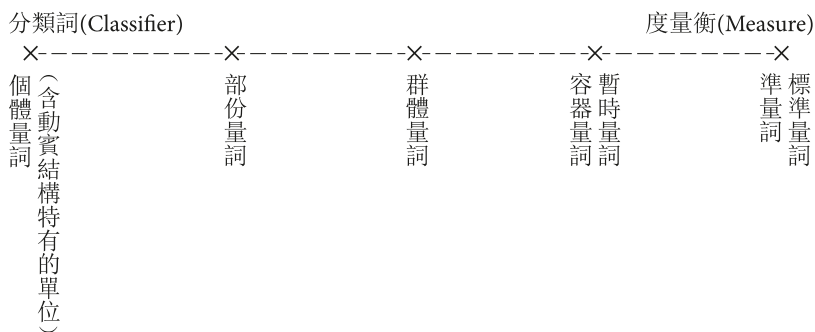 分類詞(Classifier)
度量衡(Measure)
個體量詞
（含動賓結構特有的單位）
部份量詞
群體量詞
容器量詞
暫時量詞
準量詞
標準量詞